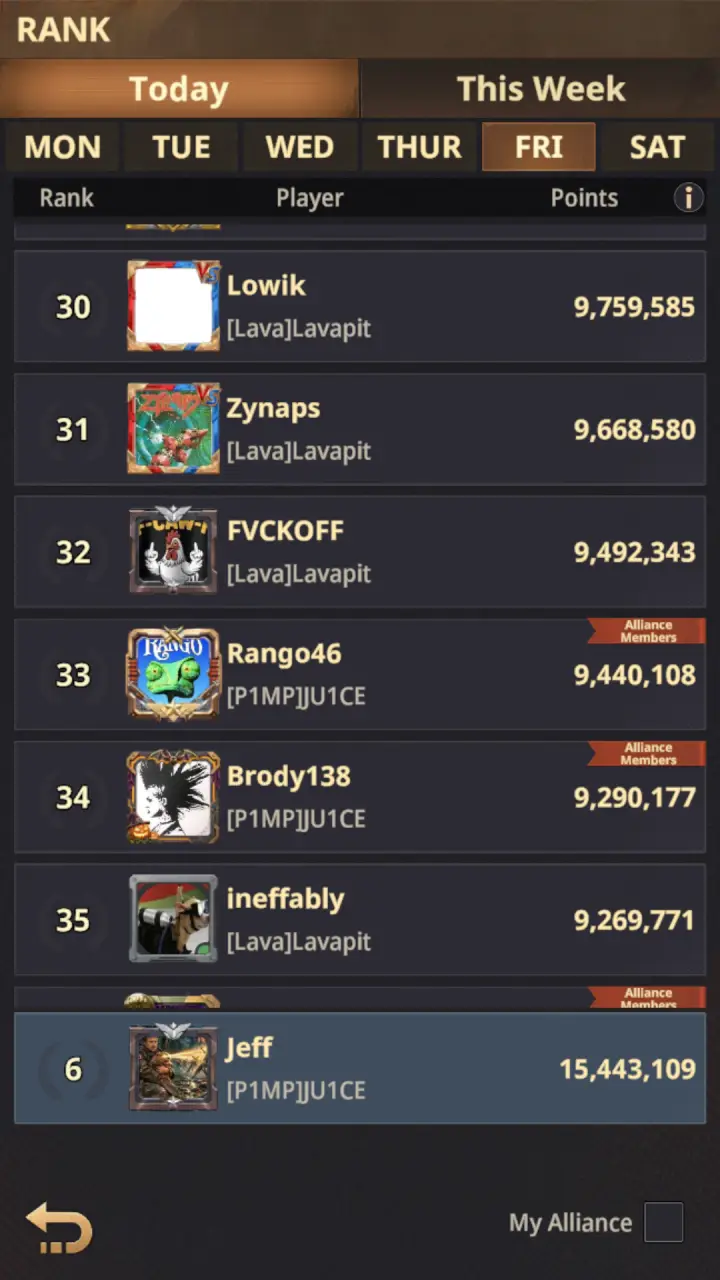 RANK
Today This Week
MON TUE WED THUR FRI SAT
Rank Player Points i
30 Lowik 9,759,585
[Lava]Lavapit
31 Zynaps 9,668,580
[Lava]Lavapit
32 FVCKOFF 9,492,343
[Lava]Lavapit
Alliance
Members
33 Rango46 9,440,108
[P1MP]JU1CE
RANGO
Alliance
Members
34 Brody138 9,290,177
[P1MP]JU1CE
35 ineffably 9,269,771
[Lava]Lavapit
Alliance
Members
6 Jeff 15,443,109
[P1MP]JU1CE
My Alliance